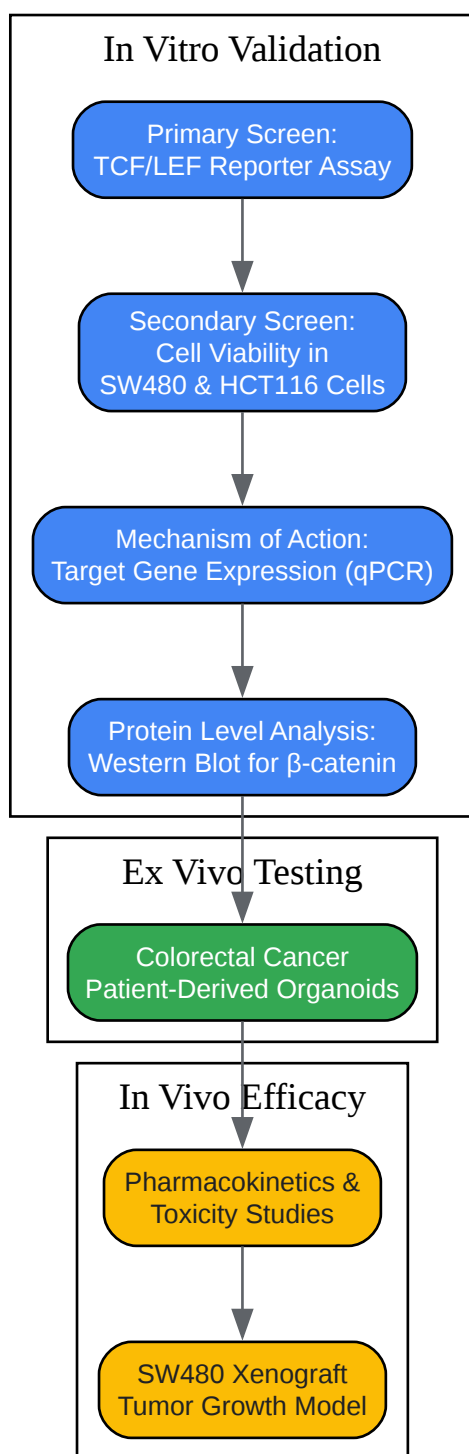 In Vitro Validation
Primary Screen:
TCF/LEF Reporter Assay
Secondary Screen:
Cell Viability in
SW480 & HCT116 Cells
Mechanism of Action:
Target Gene Expression (qPCR)
Protein Level Analysis:
Western Blot for β-catenin
Ex Vivo Testing
Colorectal Cancer
Patient-Derived Organoids
In Vivo Efficacy
Pharmacokinetics &
Toxicity Studies
SW480 Xenograft
Tumor Growth Model